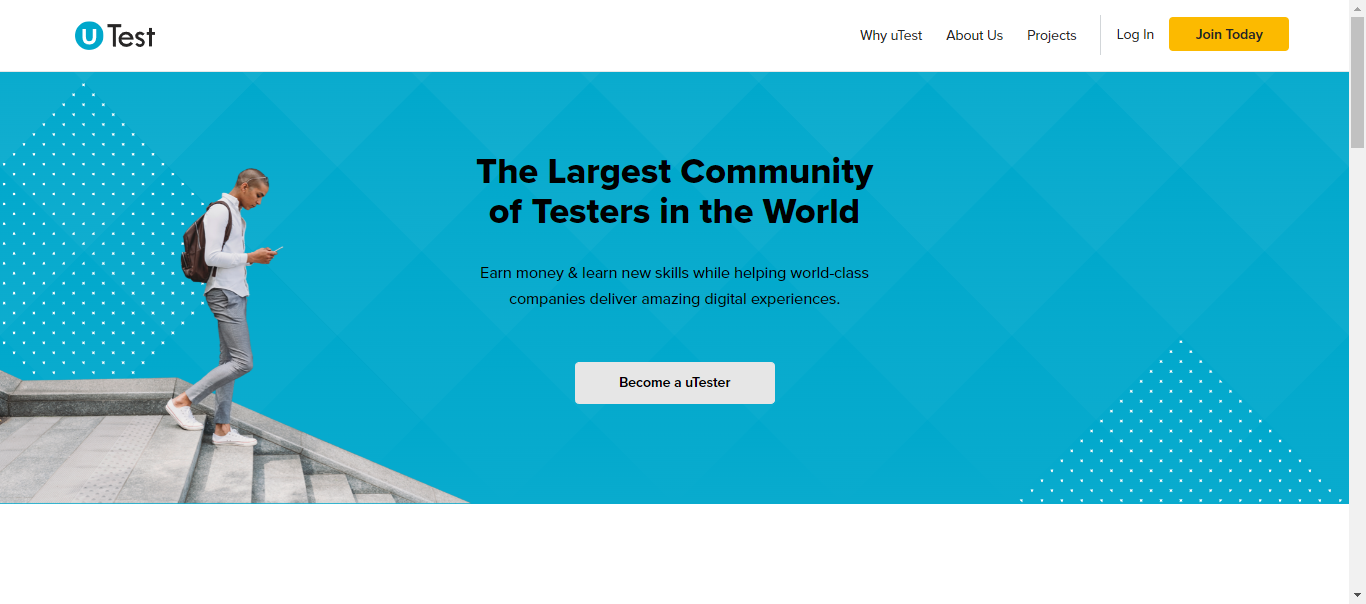 uTest
Why uTest
About Us
Projects
Log In
Join Today
The Largest Community
of Testers in the World
Earn money & learn new skills while helping world-class
companies deliver amazing digital experiences.
Become a uTester